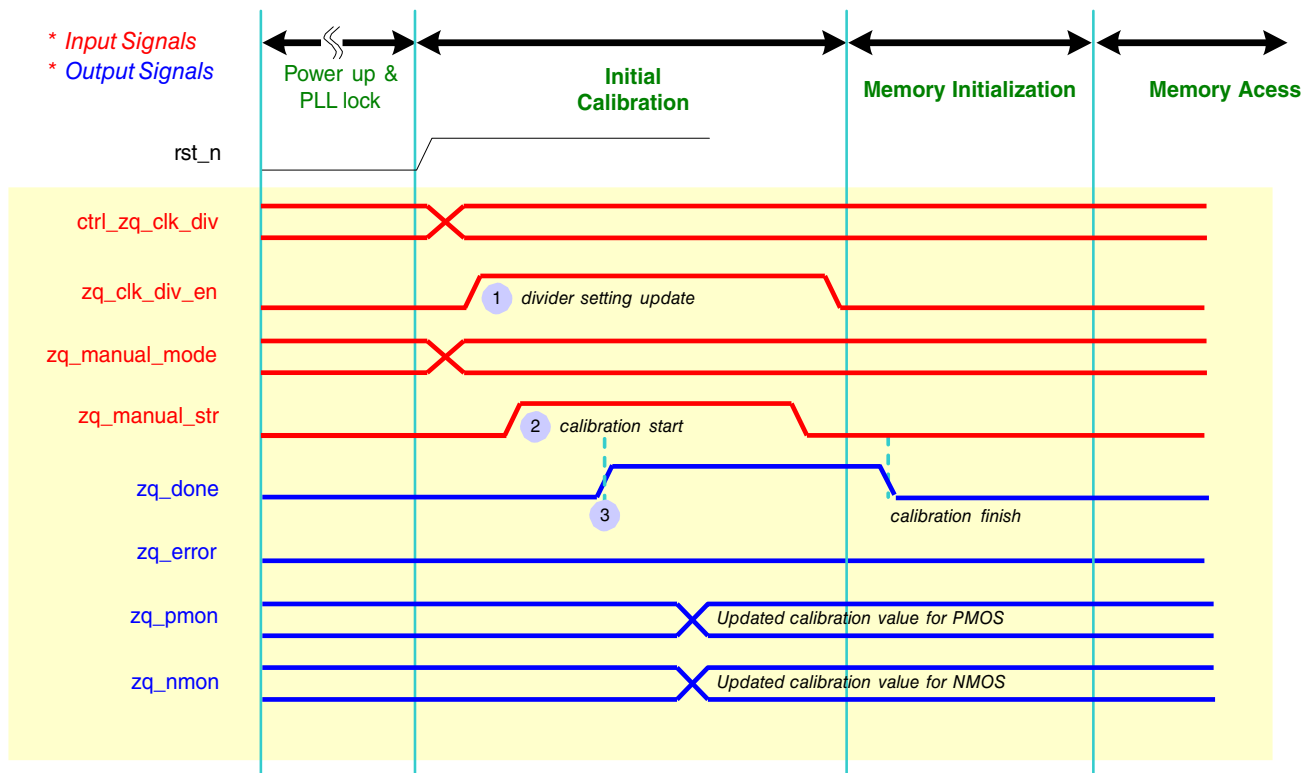 * Input Signals
* Output Signals
Power up &
PLL lock
Initial
Calibration
Memory Initialization
Memory Acess
rst_n
ctrl_zq_clk_div
zq_clk_div_en
1 divider setting update
zq_manual_mode
zq_manual_str
2 calibration start
zq_done
3
calibration finish
zq_error
zq_pmon
Updated calibration value for PMOS
zq_nmon
Updated calibration value for NMOS